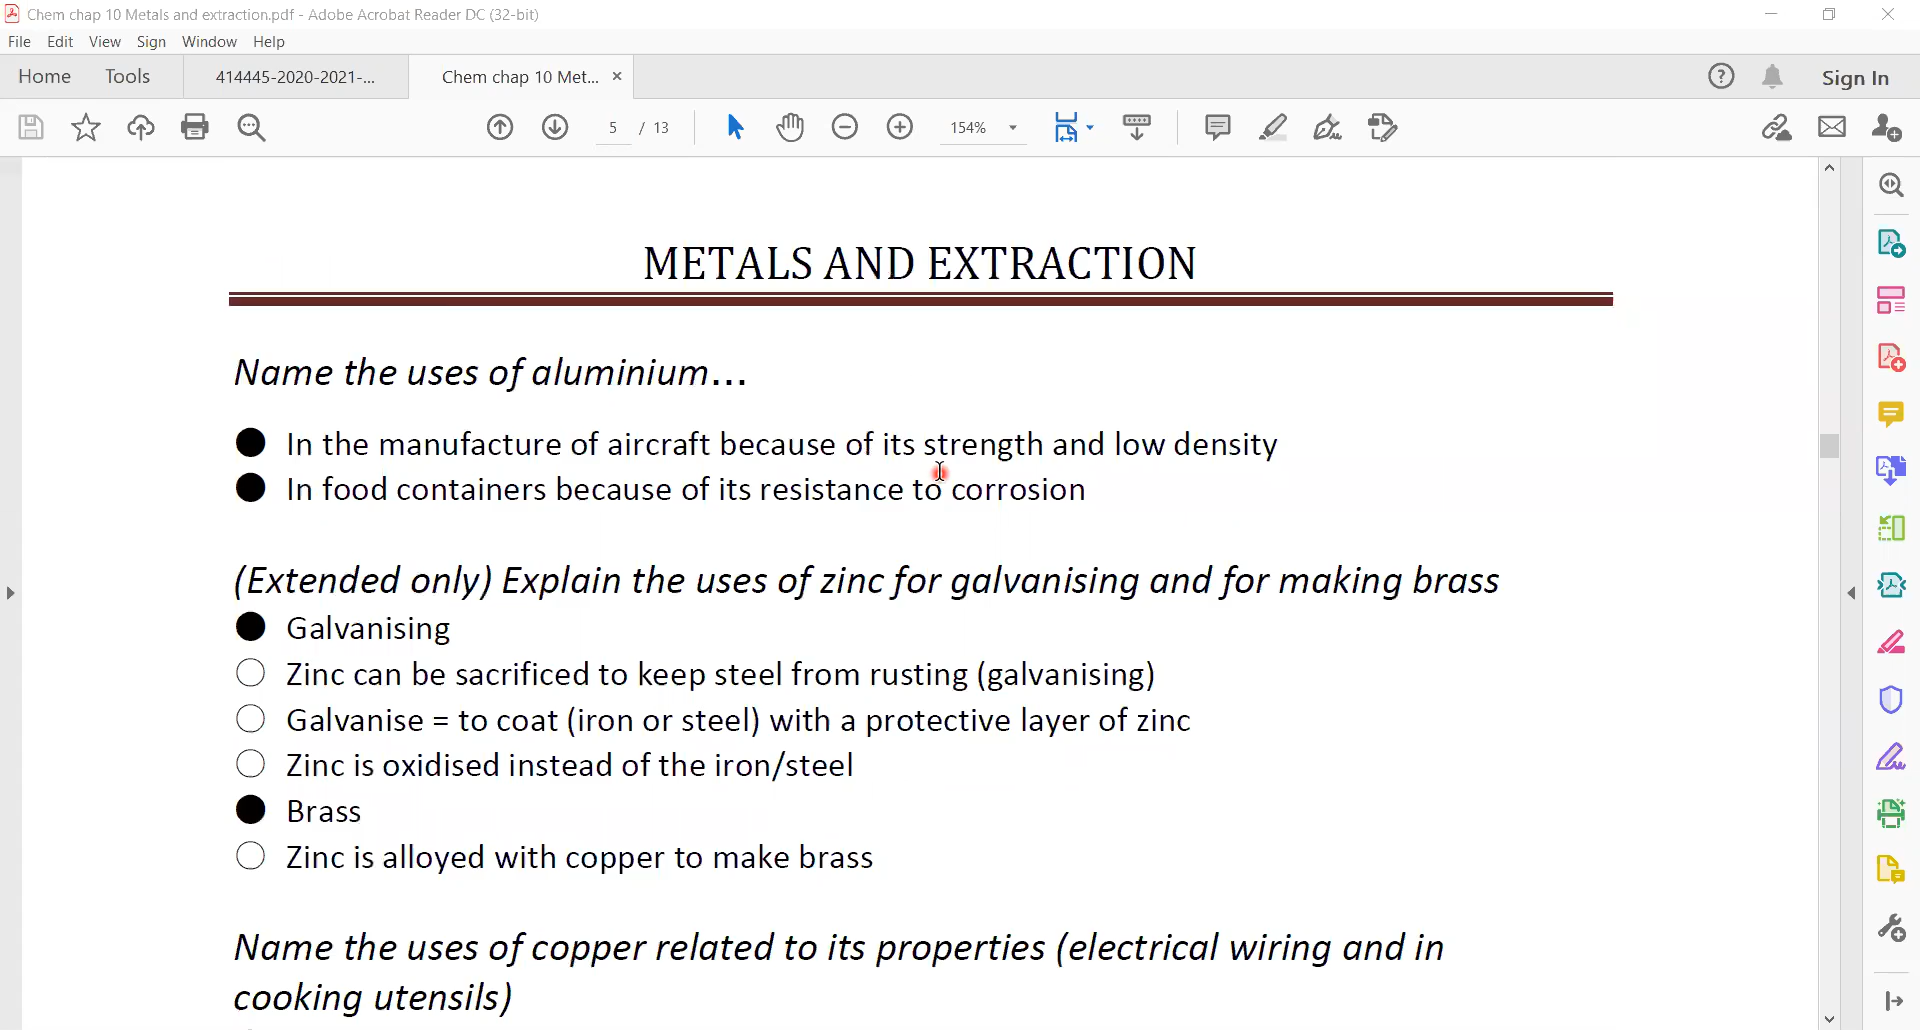 Chem chap 10 Metals and extraction.pdf - Adobe Acrobat Reader DC (32-bit)
File Edit View Sign Window Help
Home Tools 414445-2020-2021-... Chem chap 10 Met... × Sign In
5 / 13 154%
METALS AND EXTRACTION
Name the uses of aluminium...
● In the manufacture of aircraft because of its strength and low density
● In food containers because of its resistance to corrosion
(Extended only) Explain the uses of zinc for galvanising and for making brass
● Galvanising
○ Zinc can be sacrificed to keep steel from rusting (galvanising)
○ Galvanise = to coat (iron or steel) with a protective layer of zinc
○ Zinc is oxidised instead of the iron/steel
● Brass
○ Zinc is alloyed with copper to make brass
Name the uses of copper related to its properties (electrical wiring and in
cooking utensils)